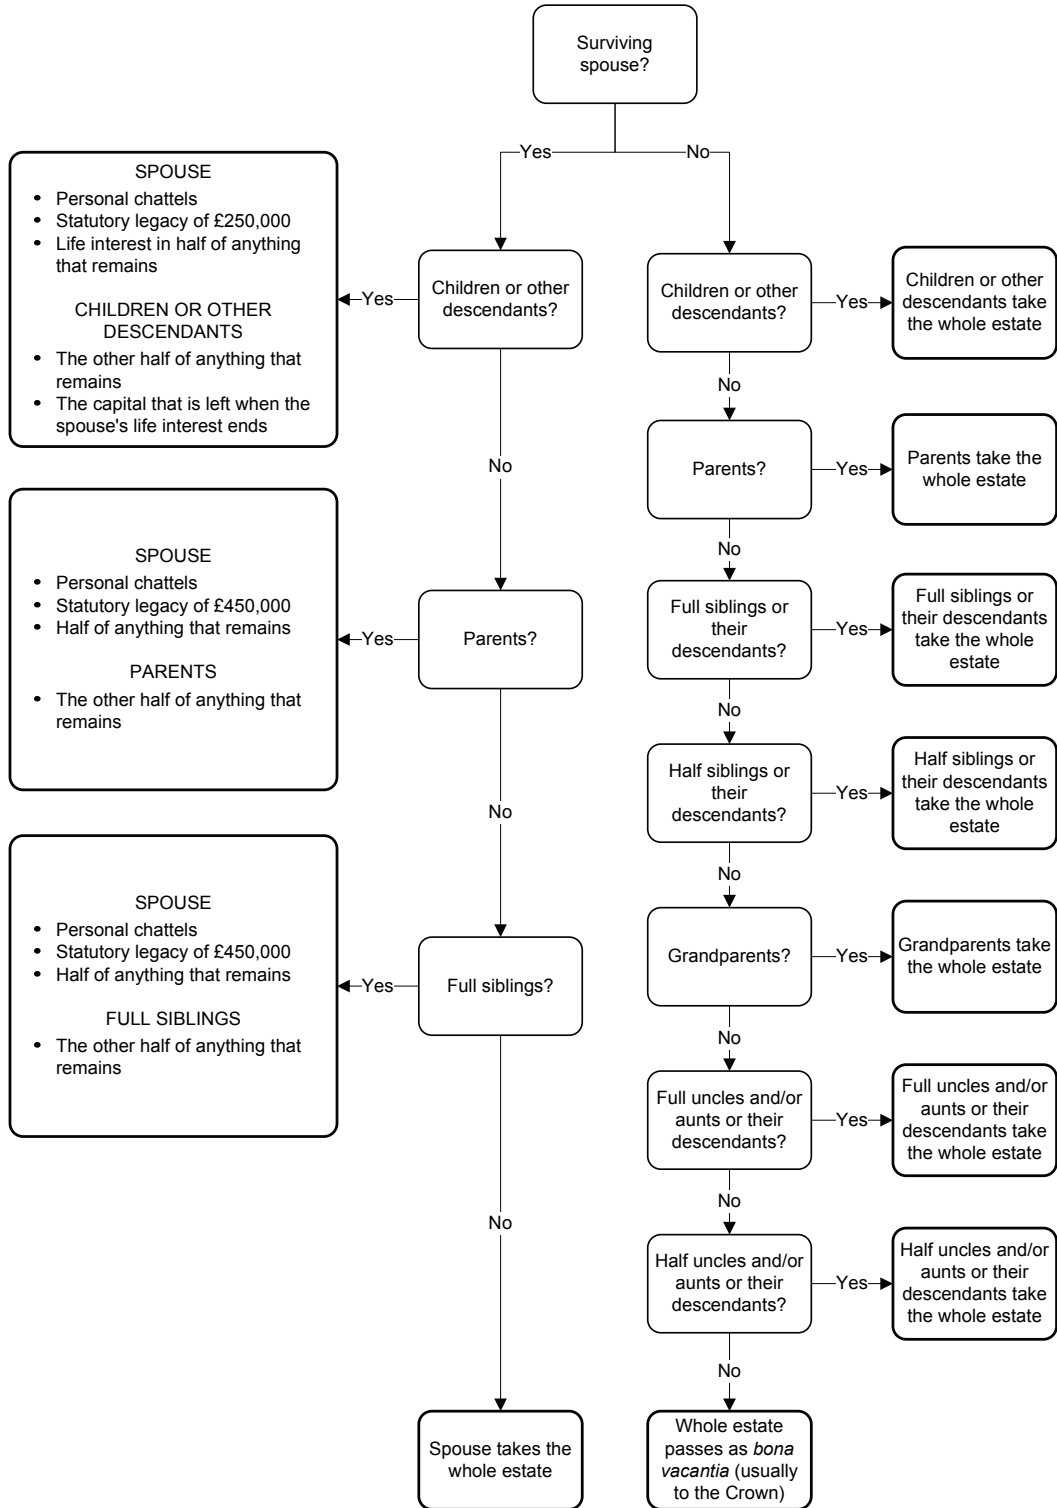 Surviving
spouse?
Yes
No
SPOUSE
• Personal chattels
• Statutory legacy of £250,000
• Life interest in half of anything
that remains
CHILDREN OR OTHER
DESCENDANTS
• The other half of anything that
remains
• The capital that is left when the
spouse's life interest ends
Yes
Children or other
descendants?
Children or other
descendants?
Yes
Children or other
descendants take
the whole estate
No
No
Parents?
Yes
Parents take the
whole estate
SPOUSE
• Personal chattels
• Statutory legacy of £450,000
• Half of anything that remains
PARENTS
• The other half of anything that
remains
Yes
Parents?
No
Full siblings or
their
descendants?
Yes
Full siblings or
their descendants
take the whole
estate
No
No
Half siblings or
their
descendants?
Yes
Half siblings or
their descendants
take the whole
estate
SPOUSE
• Personal chattels
• Statutory legacy of £450,000
• Half of anything that remains
FULL SIBLINGS
• The other half of anything that
remains
Yes
Full siblings?
No
Grandparents?
Yes
Grandparents take
the whole estate
No
Full uncles and/or
aunts or their
descendants?
Yes
Full uncles and/or
aunts or their
descendants take
the whole estate
No
No
Half uncles and/or
aunts or their
descendants?
Yes
Half uncles and/or
aunts or their
descendants take
the whole estate
No
Spouse takes the
whole estate
Whole estate
passes as bona
vacantia (usually
to the Crown)